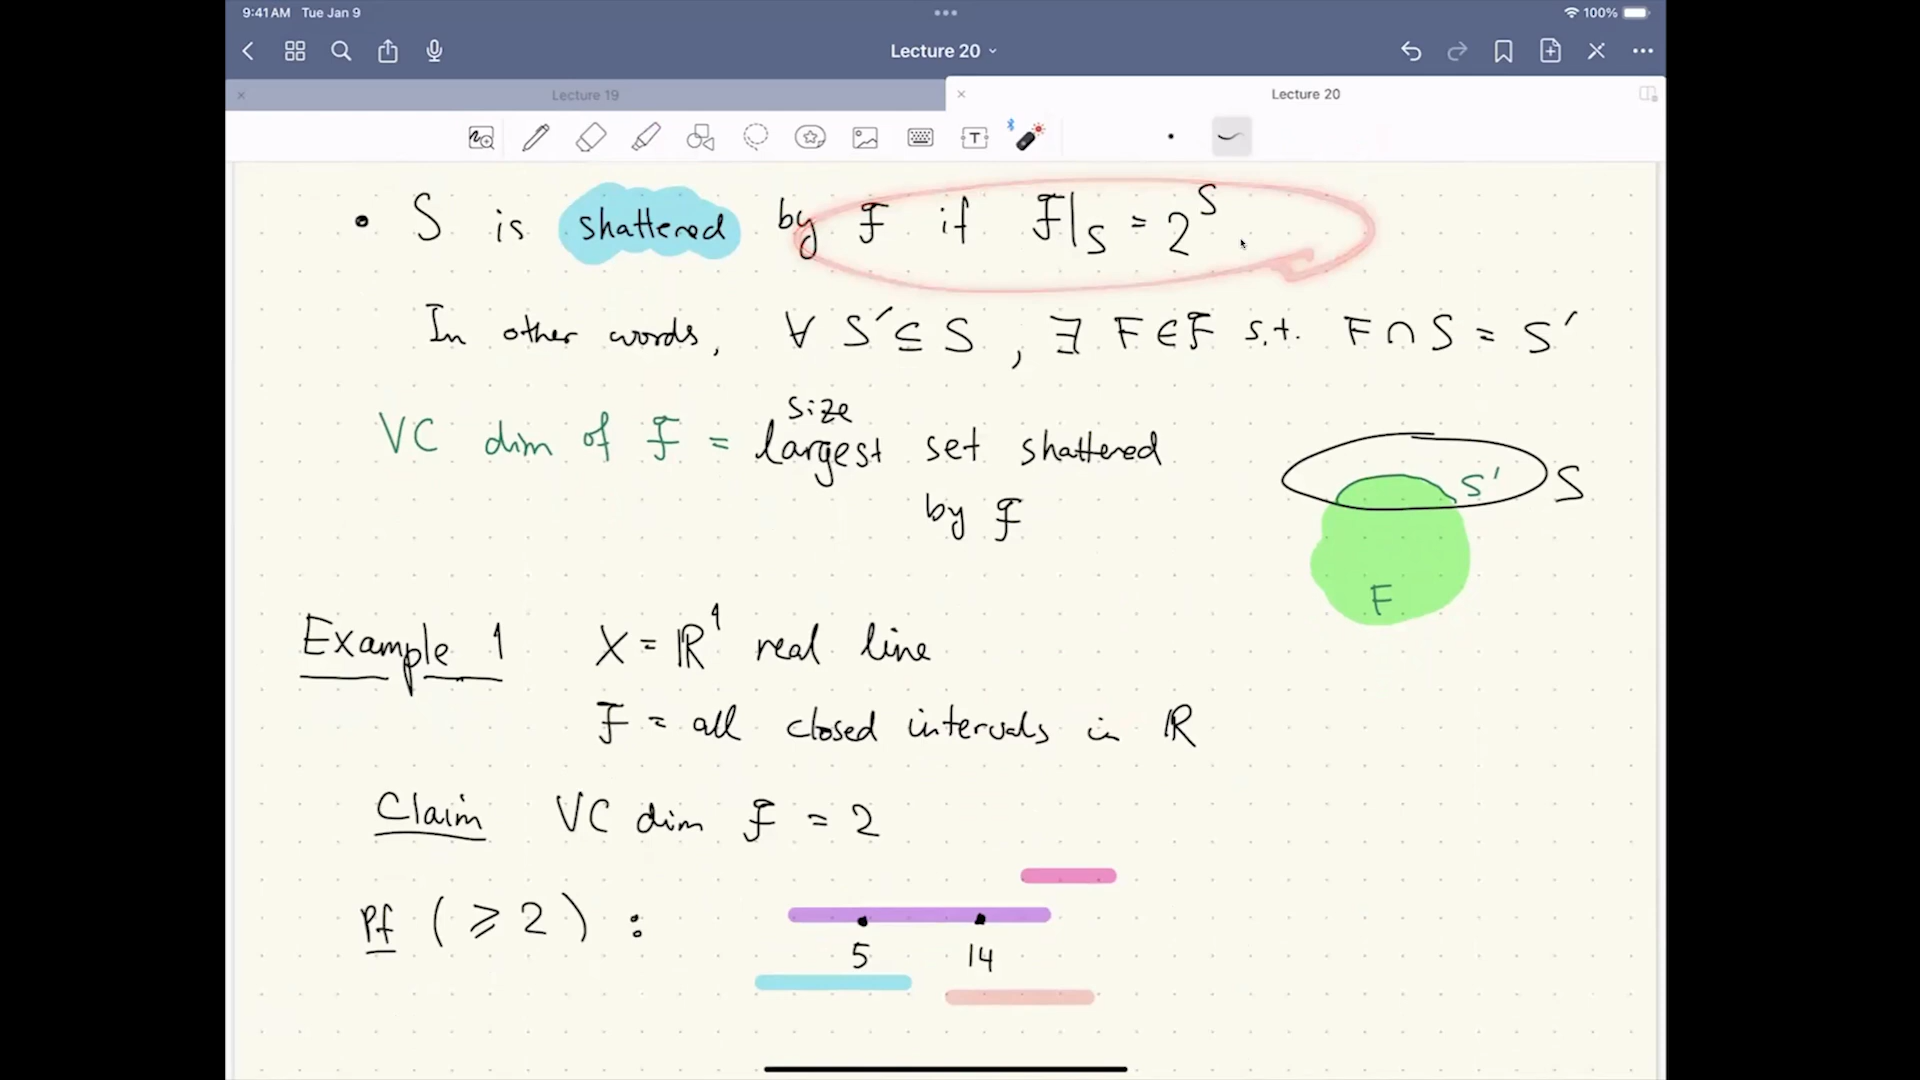 9:41 AM Tue Jan 9
100%
Lecture 20
Lecture 19
Lecture 20
T
• S is shattered by F if F|S = 2^S.
In other words, ∀ S′ ⊆ S, ∃ F ∈ F s.t. F ∩ S = S′
size
VC dim of F = largest set shattered
by F
S′
S
F
Example 1 X = ℝ^1 real line
F = all closed intervals in ℝ
Claim VC dim F = 2
Pf (≥ 2) :
5 14